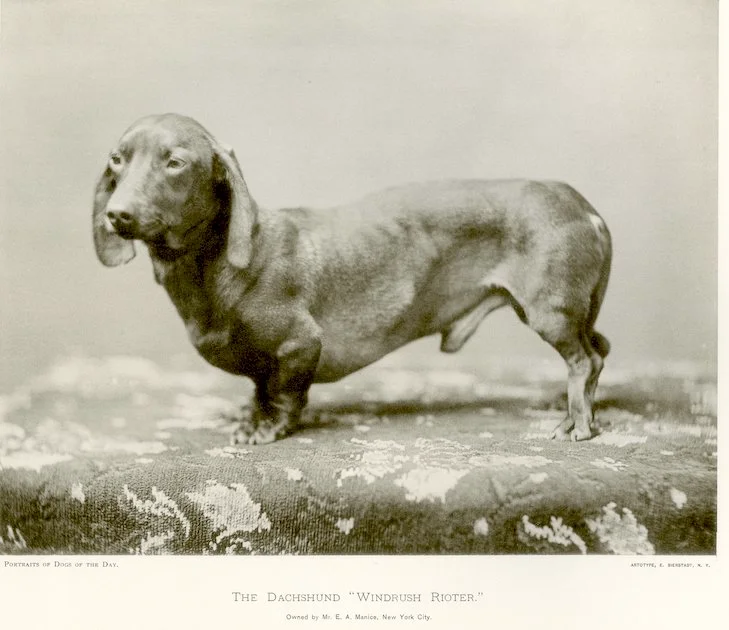 Portraits of Dogs of the Day.
Artotype, E. Bierstadt, N. Y.
The Dachshund "Windrush Rioter."
Owned by Mr. E. A. Manice, New York City.